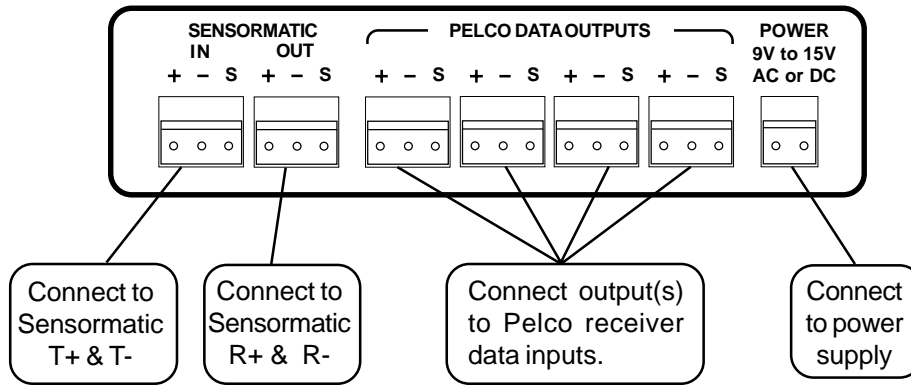 SENSORMATIC
IN OUT
+ – S + – S
PELCO DATA OUTPUTS
+ – S + – S + – S + – S
POWER
9V to 15V
AC or DC
Connect to
Sensormatic
T+ & T-
Connect to
Sensormatic
R+ & R-
Connect output(s)
to Pelco receiver
data inputs.
Connect
to power
supply